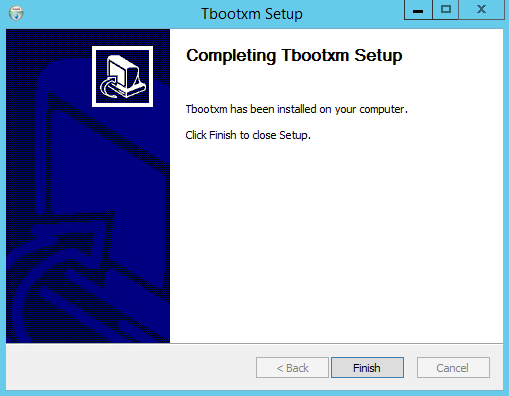 Tbootxm Setup
Completing Tbootxm Setup
Tbootxm has been installed on your computer.
Click Finish to close Setup.
< Back
Finish
Cancel